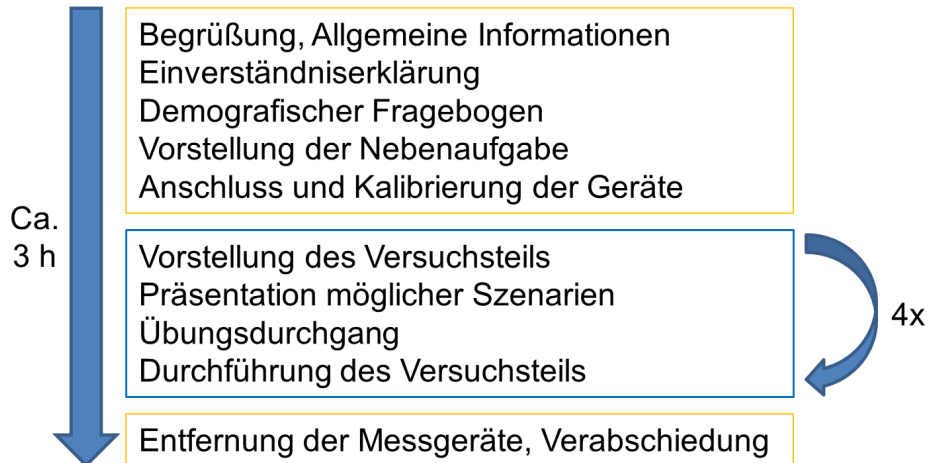 Begrüßung, Allgemeine Informationen
Einverständniserklärung
Demografischer Fragebogen
Vorstellung der Nebenaufgabe
Anschluss und Kalibrierung der Geräte
Ca.
3 h
Vorstellung des Versuchsteils
Präsentation möglicher Szenarien
Übungsdurchgang
Durchführung des Versuchsteils
4x
Entfernung der Messgeräte, Verabschiedung